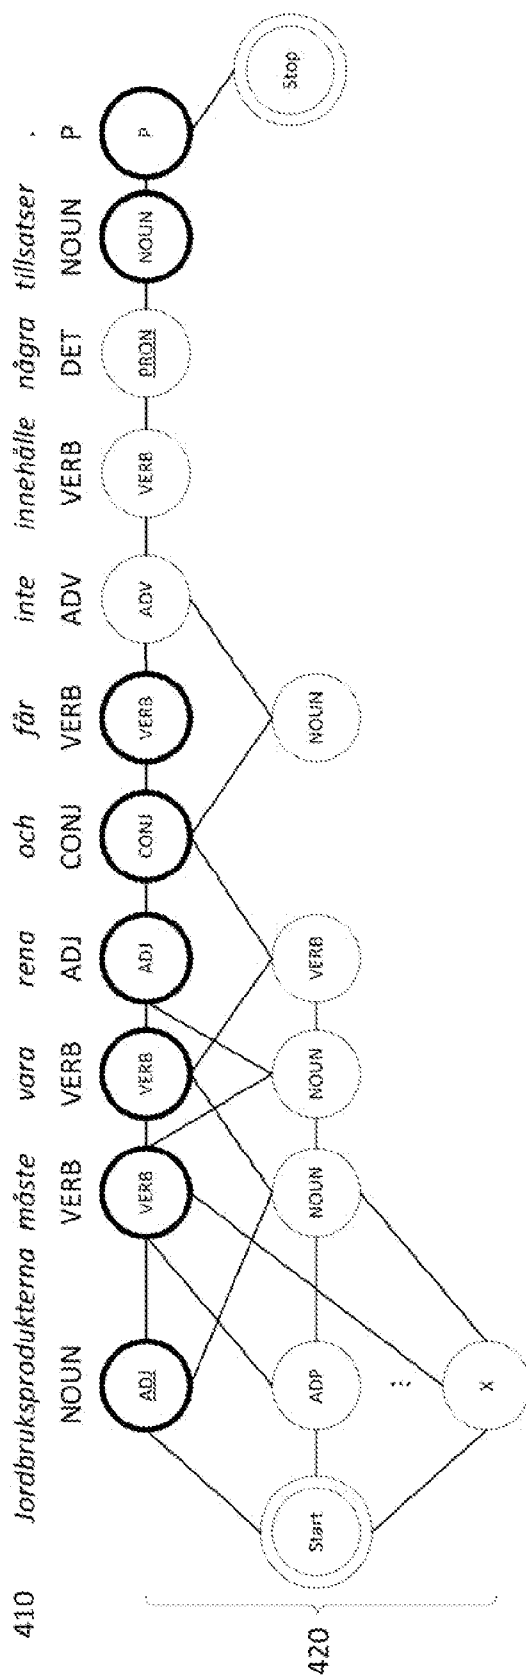 410 Jordbruksprodukterna måste vara rena och får inte innehålle några tillsatser .
NOUN VERB VERB ADJ CONJ VERB ADV VERB DET NOUN P
ADJ VERB VERB ADJ CONJ VERB ADV VERB PRON NOUN P
Start ADP NOUN NOUN VERB NOUN Stop
...
X
420